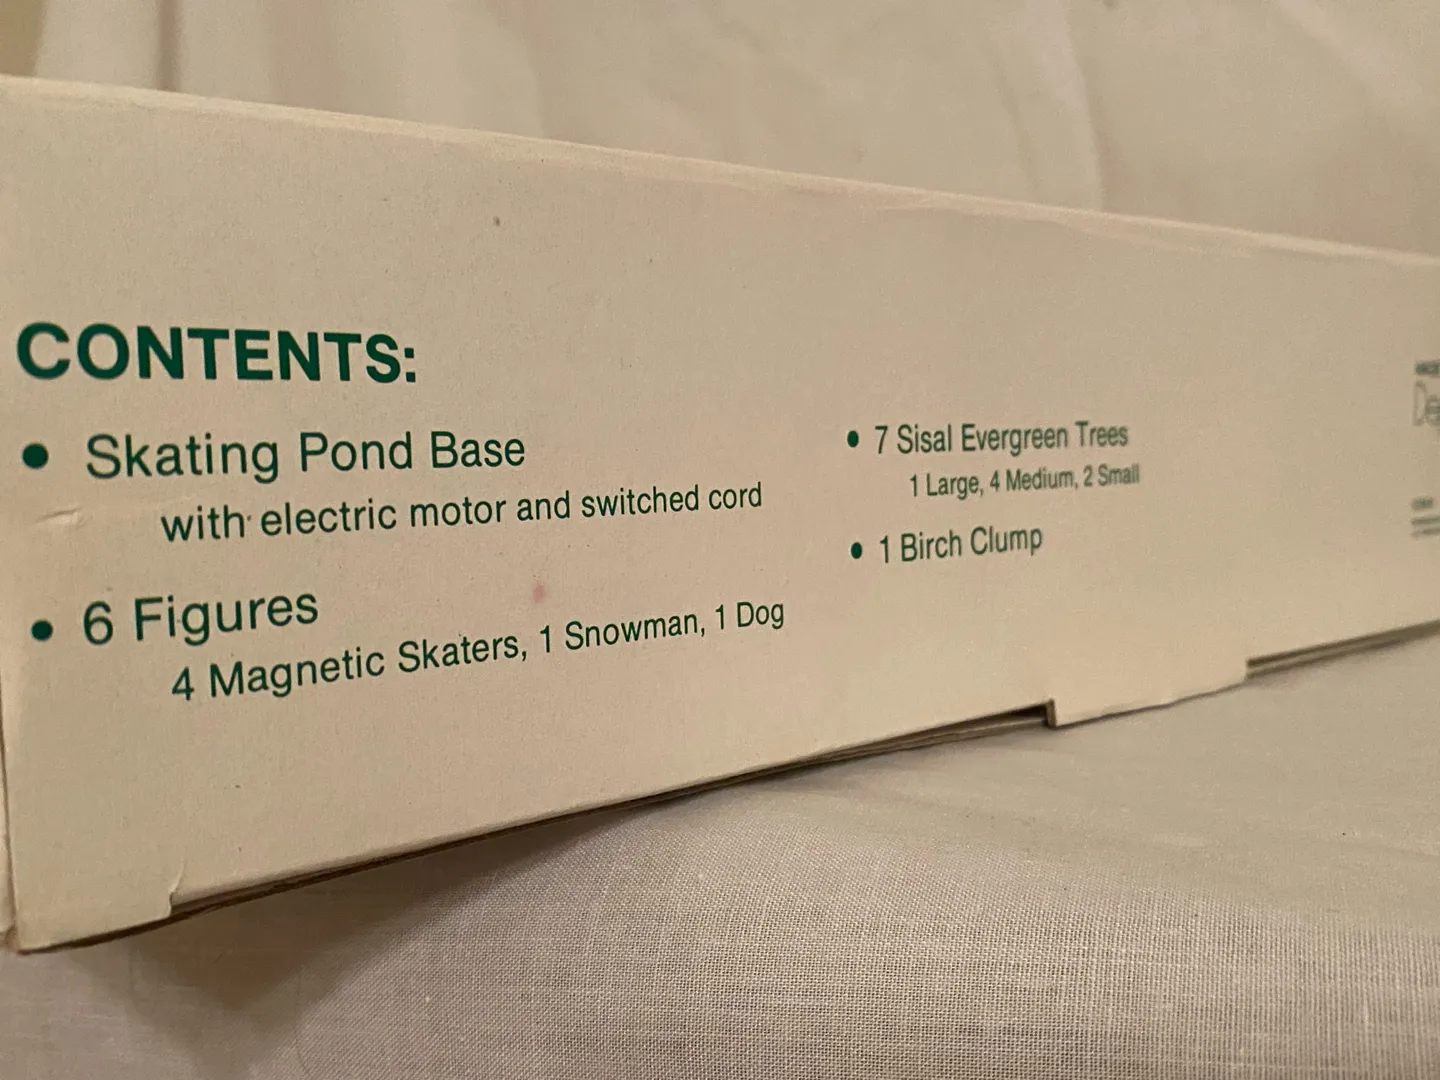 CONTENTS:
• Skating Pond Base
with electric motor and switched cord
• 6 Figures
4 Magnetic Skaters, 1 Snowman, 1 Dog
• 7 Sisal Evergreen Trees
1 Large, 4 Medium, 2 Small
• 1 Birch Clump